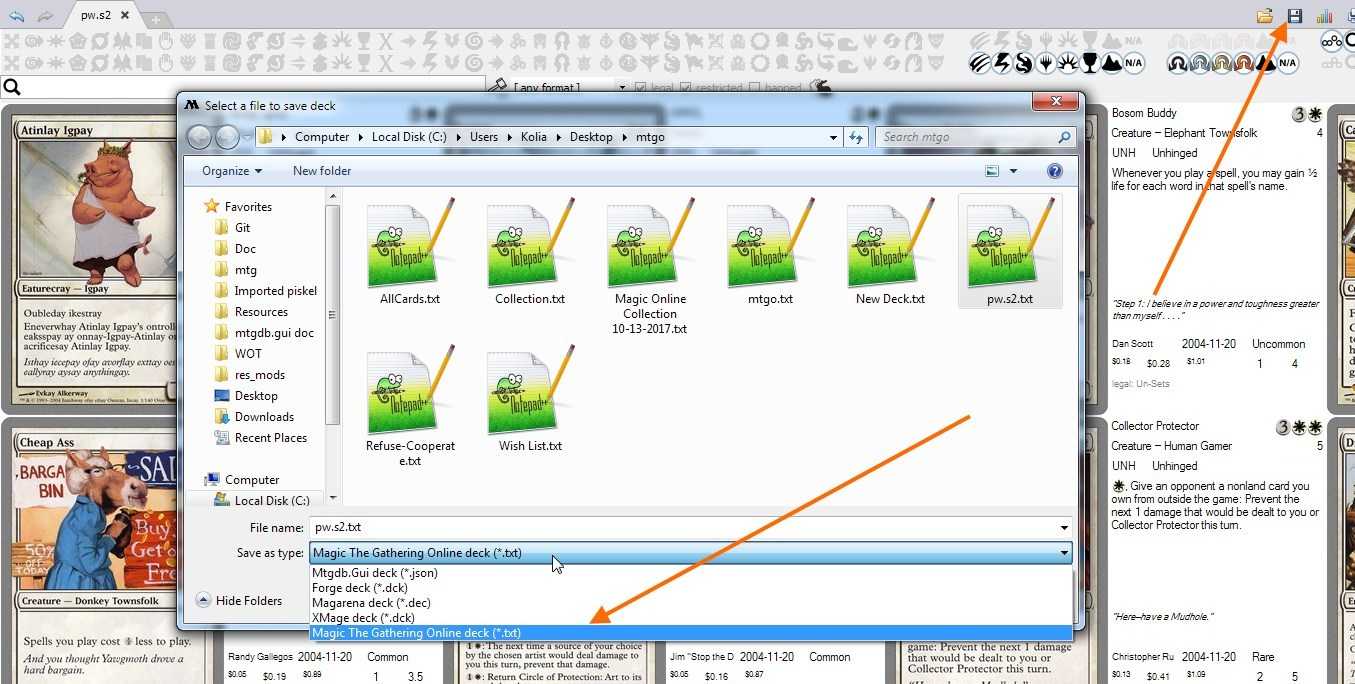 pw.s2
N/A
N/A
N/A
[any format]
legal
restricted
banned
Select a file to save deck
Computer
Local Disk (C:)
Users
Kolia
Desktop
mtgo
Search mtgo
Organize
New folder
Favorites
Git
Doc
mtg
Imported piskel
Resources
mtgdb.gui doc
WOT
res_mods
Desktop
Downloads
Recent Places
Computer
Local Disk (C:)
Notepad++
AllCards.txt
Notepad++
Collection.txt
Notepad++
Magic Online
Collection
10-13-2017.txt
Notepad++
mtgo.txt
Notepad++
New Deck.txt
Notepad++
pw.s2.txt
Notepad++
Refuse-Cooperat
e.txt
Notepad++
Wish List.txt
File name: pw.s2.txt
Save as type: Magic The Gathering Online deck (*.txt)
Mtgdb.Gui deck (*.json)
Forge deck (*.dck)
Magarena deck (*.dec)
XMage deck (*.dck)
Magic The Gathering Online deck (*.txt)
Hide Folders
Atinlay Igpay
Eaturecray — Igpay
Oubleday ikestray
Eneverwhay Atinlay Igpay's ontroll
eaksspay ay onnay-Igpay-Atinlay o
acrificesay Atinlay Igpay.
Isthay iecepay ofay avorflay exttay oes
eallyray aysay anythingay.
Evkay Alkerway
Cheap Ass
BARGA
BIN
SAL
50%
OFF
TODAY
Buy
Get
Fre
Creature — Donkey Townsfolk
Spells you play cost less to play.
And you thought Yawgmoth drove a
hard bargain.
Randy Gallegos 2004-11-20 Common
$0.05 $0.19 $0.89 1 3.5
: The next time a source of your choice
by the chosen artist would deal damage to
you this turn, prevent that damage.
: Return Circle of Protection: Art to its
Jim "Stop the D 2004-11-20 Common
$0.05 $0.16 $0.87
game: Prevent the next 1 damage
that would be dealt to you or
Collector Protector this turn.
Bosom Buddy 3
Creature – Elephant Townsfolk 4
UNH Unhinged
Whenever you play a spell, you may gain ½
life for each word in that spell's name.
"Step 1: I believe in a power and toughness greater
than myself . . . ."
Dan Scott 2004-11-20 Uncommon
$0.18 $0.28 $1.01 1 4
legal: Un-Sets
Collector Protector 3
Creature – Human Gamer 5
UNH Unhinged
, Give an opponent a nonland card you
own from outside the game: Prevent the
next 1 damage that would be dealt to you or
Collector Protector this turn.
"Here–have a Mudhole."
Christopher Ru 2004-11-20 Rare
$0.13 $0.41 $1.09 2 5